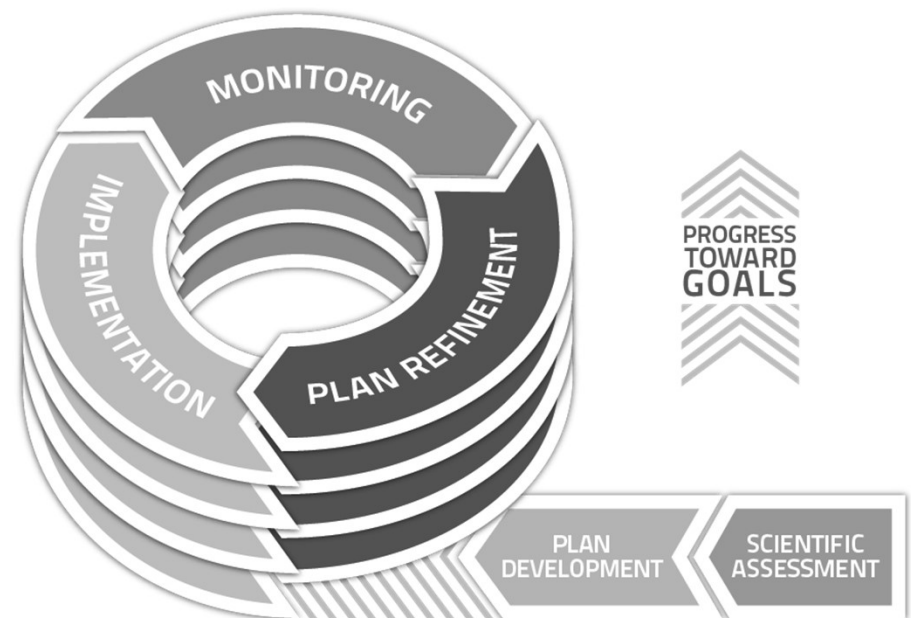 MONITORING
IMPLEMENTATION
PLAN REFINEMENT
PROGRESS
TOWARD
GOALS
PLAN
DEVELOPMENT
SCIENTIFIC
ASSESSMENT